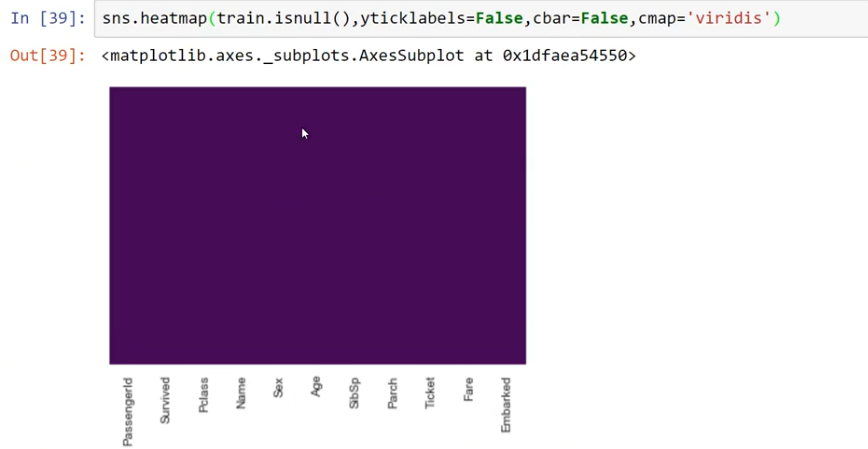 In [39]: sns.heatmap(train.isnull(),yticklabels=False,cbar=False,cmap='viridis')
Out[39]: <matplotlib.axes._subplots.AxesSubplot at 0x1dfaea54550>
PassengerId
Survived
Pclass
Name
Sex
Age
SibSp
Parch
Ticket
Fare
Embarked